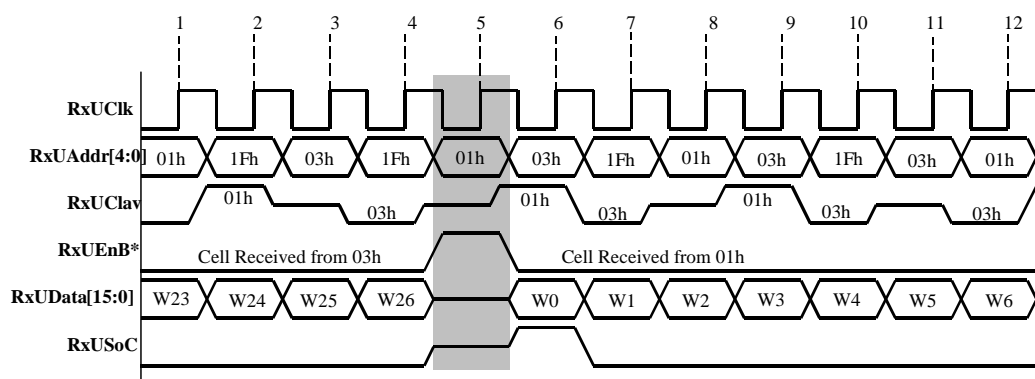 1 2 3 4 5 6 7 8 9 10 11 12
RxUClk
RxUAddr[4:0] 01h 1Fh 03h 1Fh 01h 03h 1Fh 01h 03h 1Fh 03h 01h
RxUClav 01h 03h 01h 03h 01h 03h 03h
RxUEnB* Cell Received from 03h Cell Received from 01h
RxUData[15:0] W23 W24 W25 W26 W0 W1 W2 W3 W4 W5 W6
RxUSoC